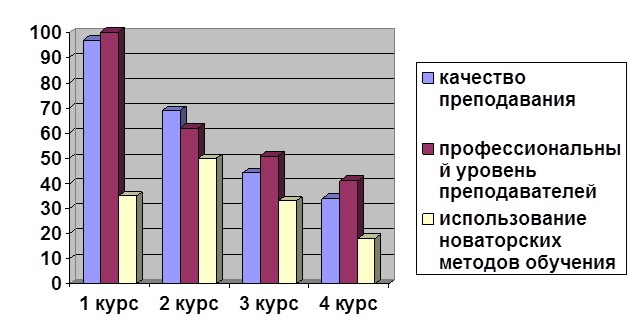 100
90
80
70
60
50
40
30
20
10
0
1 курс 2 курс 3 курс 4 курс
качество
преподавания
профессиональны
й уровень
преподавателей
использование
новаторских
методов обучения